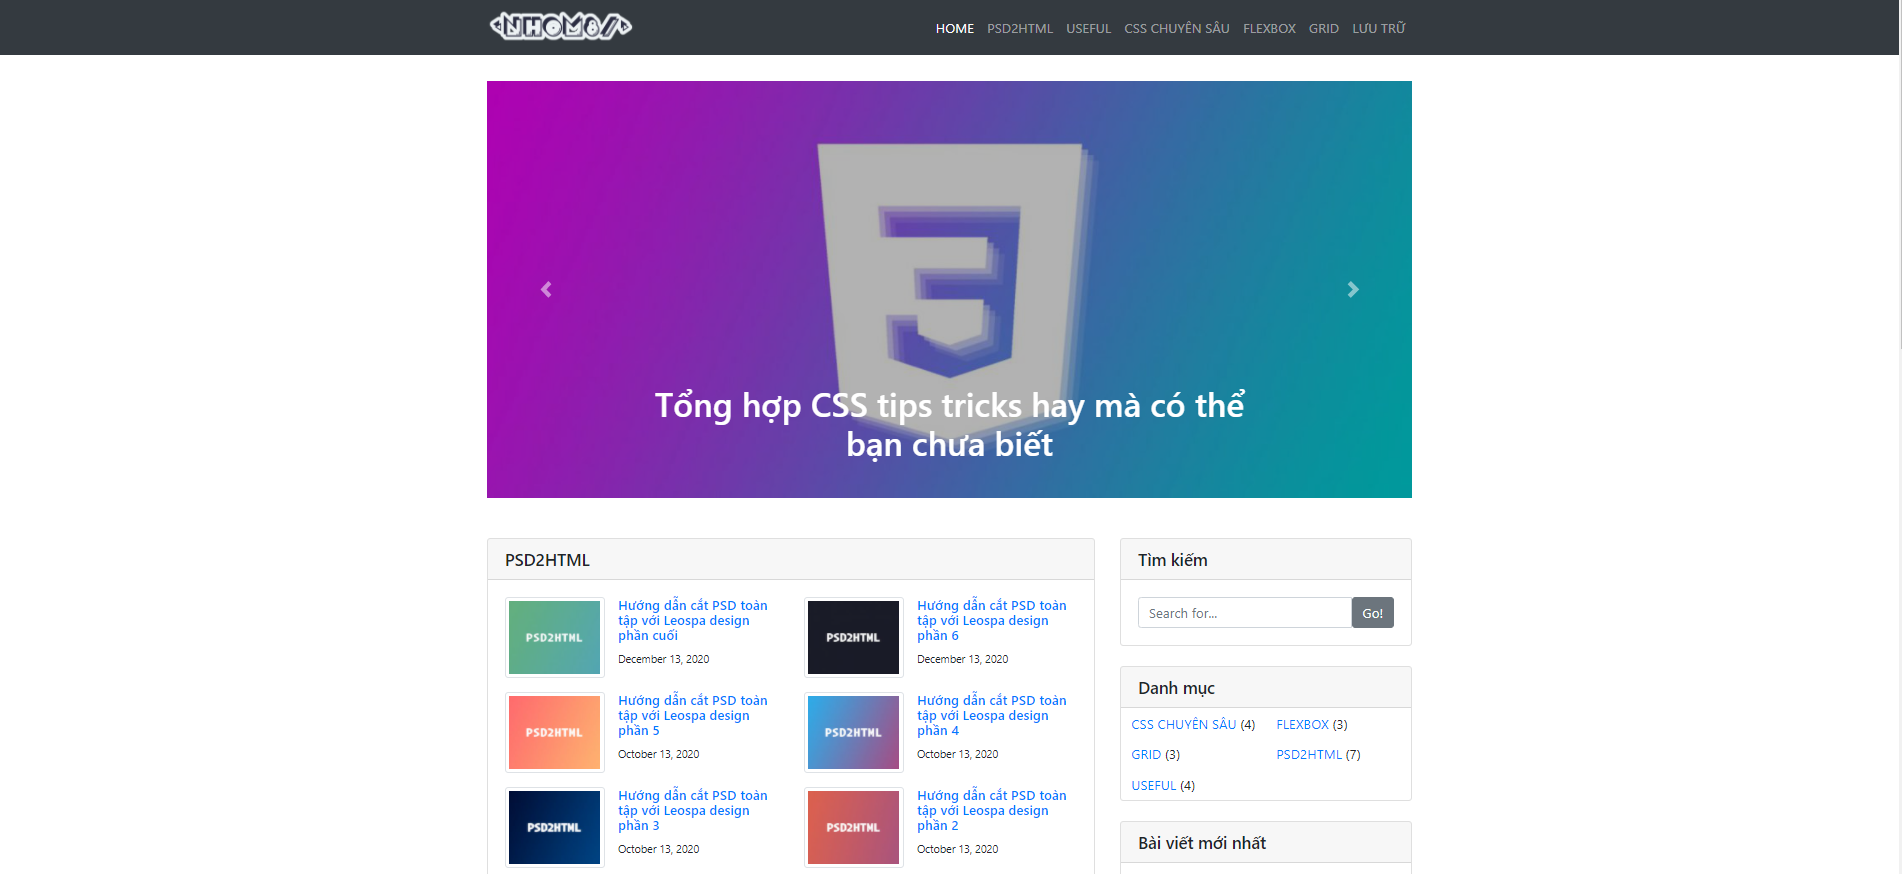 <NHOM8/>
HOME PSD2HTML USEFUL CSS CHUYÊN SÂU FLEXBOX GRID LƯU TRỮ
Tổng hợp CSS tips tricks hay mà có thể
bạn chưa biết
PSD2HTML
PSD2HTML
Hướng dẫn cắt PSD toàn
tập với Leospa design
phần cuối
December 13, 2020
PSD2HTML
Hướng dẫn cắt PSD toàn
tập với Leospa design
phần 6
December 13, 2020
PSD2HTML
Hướng dẫn cắt PSD toàn
tập với Leospa design
phần 5
October 13, 2020
PSD2HTML
Hướng dẫn cắt PSD toàn
tập với Leospa design
phần 4
October 13, 2020
PSD2HTML
Hướng dẫn cắt PSD toàn
tập với Leospa design
phần 3
October 13, 2020
PSD2HTML
Hướng dẫn cắt PSD toàn
tập với Leospa design
phần 2
October 13, 2020
Tìm kiếm
Search for... Go!
Danh mục
CSS CHUYÊN SÂU (4) FLEXBOX (3)
GRID (3) PSD2HTML (7)
USEFUL (4)
Bài viết mới nhất